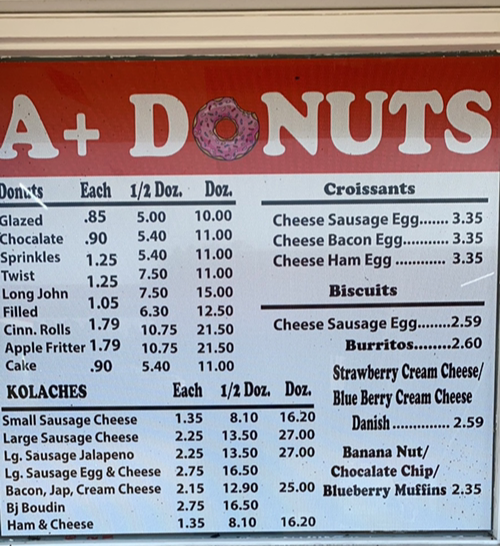 A+ DONUTS
Donuts Each 1/2 Doz. Doz.
Glazed .85 5.00 10.00
Chocalate .90 5.40 11.00
Sprinkles 1.25 5.40 11.00
Twist 1.25 7.50 11.00
Long John 7.50 15.00
Filled 1.05 6.30 12.50
Cinn. Rolls 1.79 10.75 21.50
Apple Fritter 1.79 10.75 21.50
Cake .90 5.40 11.00
KOLACHES Each 1/2 Doz. Doz.
Small Sausage Cheese 1.35 8.10 16.20
Large Sausage Cheese 2.25 13.50 27.00
Lg. Sausage Jalapeno 2.25 13.50 27.00
Lg. Sausage Egg & Cheese 2.75 16.50
Bacon, Jap, Cream Cheese 2.15 12.90 25.00
Bj Boudin 2.75 16.50
Ham & Cheese 1.35 8.10 16.20
Croissants
Cheese Sausage Egg....... 3.35
Cheese Bacon Egg........... 3.35
Cheese Ham Egg ............ 3.35
Biscuits
Cheese Sausage Egg........2.59
Burritos........2.60
Strawberry Cream Cheese/
Blue Berry Cream Cheese
Danish .............. 2.59
Banana Nut/
Chocalate Chip/
Blueberry Muffins 2.35